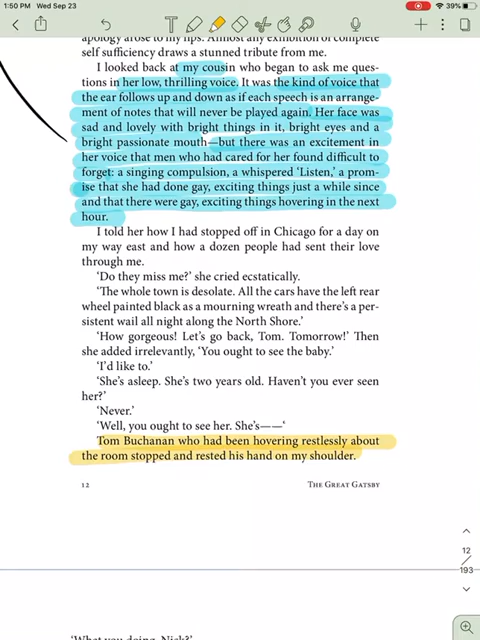 1:50 PM Wed Sep 23
39%
apology arose to my lips. Almost any exhibition of complete
self sufficiency draws a stunned tribute from me.
I looked back at my cousin who began to ask me ques-
tions in her low, thrilling voice. It was the kind of voice that
the ear follows up and down as if each speech is an arrange-
ment of notes that will never be played again. Her face was
sad and lovely with bright things in it, bright eyes and a
bright passionate mouth—but there was an excitement in
her voice that men who had cared for her found difficult to
forget: a singing compulsion, a whispered ‘Listen,’ a prom-
ise that she had done gay, exciting things just a while since
and that there were gay, exciting things hovering in the next
hour.
I told her how I had stopped off in Chicago for a day on
my way east and how a dozen people had sent their love
through me.
‘Do they miss me?’ she cried ecstatically.
‘The whole town is desolate. All the cars have the left rear
wheel painted black as a mourning wreath and there’s a per-
sistent wail all night along the North Shore.’
‘How gorgeous! Let’s go back, Tom. Tomorrow!’ Then
she added irrelevantly, ‘You ought to see the baby.’
‘I’d like to.’
‘She’s asleep. She’s two years old. Haven’t you ever seen
her?’
‘Never.’
‘Well, you ought to see her. She’s——‘
Tom Buchanan who had been hovering restlessly about
the room stopped and rested his hand on my shoulder.
12
The Great Gatsby
12
193
‘What you doing, Nick?’